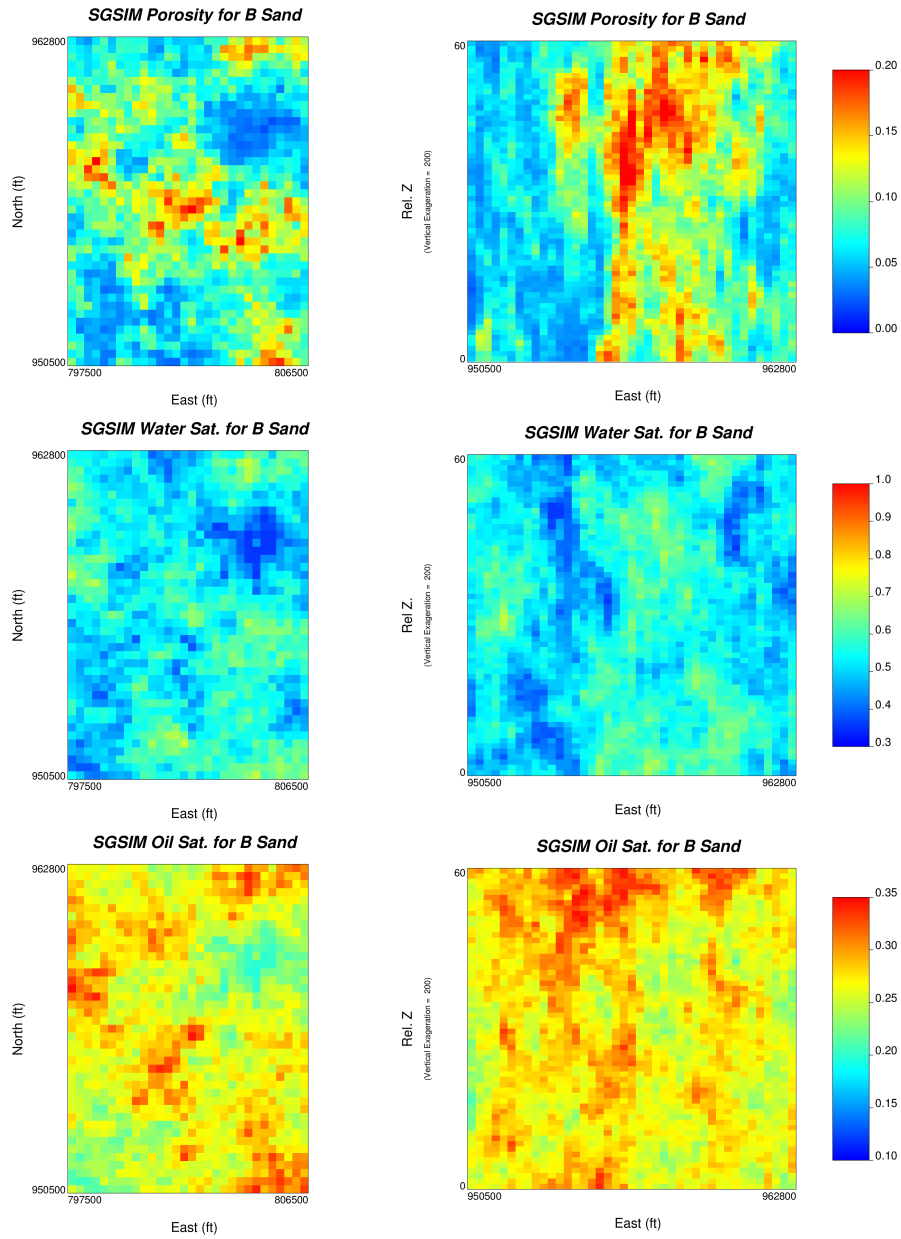 SGSIM Porosity for B Sand
962800
North (ft)
950500
797500
806500
East (ft)
SGSIM Porosity for B Sand
60
Rel. Z
(Vertical Exageration = 200)
0
950500
962800
East (ft)
0.20
0.15
0.10
0.05
0.00
SGSIM Water Sat. for B Sand
962800
North (ft)
950500
797500
806500
East (ft)
SGSIM Water Sat. for B Sand
60
Rel Z.
(Vertical Exageration = 200)
0
950500
962800
East (ft)
1.0
0.9
0.8
0.7
0.6
0.5
0.4
0.3
SGSIM Oil Sat. for B Sand
962800
North (ft)
950500
797500
806500
East (ft)
SGSIM Oil Sat. for B Sand
60
Rel. Z
(Vertical Exageration = 200)
0
950500
962800
East (ft)
0.35
0.30
0.25
0.20
0.15
0.10